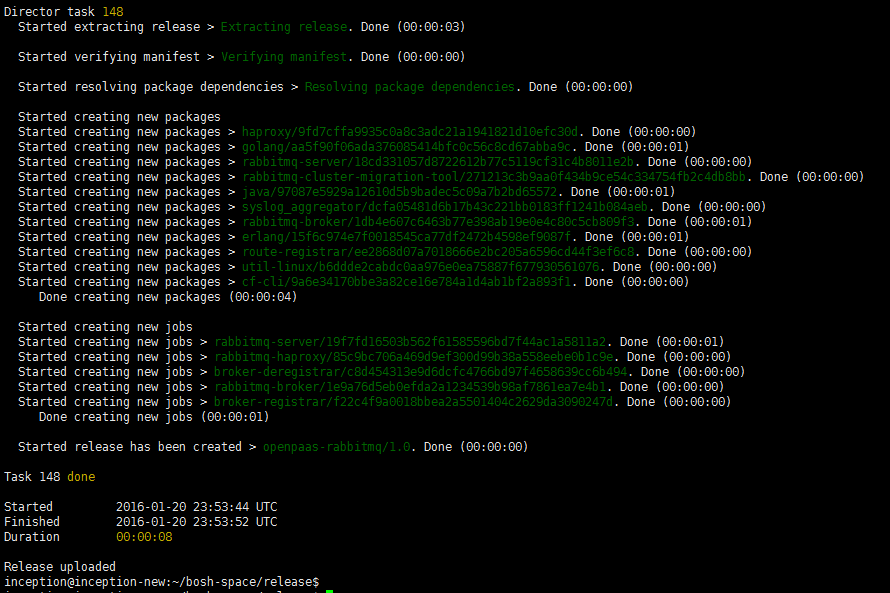 Director task 148
Started extracting release > Extracting release. Done (00:00:03)
Started verifying manifest > Verifying manifest. Done (00:00:00)
Started resolving package dependencies > Resolving package dependencies. Done (00:00:00)
Started creating new packages
Started creating new packages > haproxy/9fd7cffa9935c0a8c3adc21a1941821d10efc30d. Done (00:00:00)
Started creating new packages > golang/aa5f90f06ada376085414bfc0c56c8cd67abba9c. Done (00:00:01)
Started creating new packages > rabbitmq-server/18cd331057d8722612b77c5119cf31c4b8011e2b. Done (00:00:00)
Started creating new packages > rabbitmq-cluster-migration-tool/271213c3b9aa0f434b9ce54c334754fb2c4db8bb. Done (00:00:00)
Started creating new packages > java/97087e5929a12610d5b9badec5c09a7b2bd65572. Done (00:00:01)
Started creating new packages > syslog_aggregator/dcfa05481d6b17b43c221bb0183ff1241b084aeb. Done (00:00:00)
Started creating new packages > rabbitmq-broker/1db4e607c6463b77e398ab19e0e4c80c5cb809f3. Done (00:00:01)
Started creating new packages > erlang/15f6c974e7f0018545ca77df2472b4598ef9087f. Done (00:00:01)
Started creating new packages > route-registrar/ee2868d07a7018666e2bc205a6596cd44f3ef6c8. Done (00:00:00)
Started creating new packages > util-linux/b6ddde2cabdc0aa976e0ea75887f677930561076. Done (00:00:00)
Started creating new packages > cf-cli/9a6e34170bbe3a82ce16e784a1d4ab1bf2a893f1. Done (00:00:00)
Done creating new packages (00:00:04)
Started creating new jobs
Started creating new jobs > rabbitmq-server/19f7fd16503b562f61585596bd7f44ac1a5811a2. Done (00:00:01)
Started creating new jobs > rabbitmq-haproxy/85c9bc706a469d9ef300d99b38a558eebe0b1c9e. Done (00:00:00)
Started creating new jobs > broker-deregistrar/c8d454313e9d6dcfc4766bd97f4658639cc6b494. Done (00:00:00)
Started creating new jobs > rabbitmq-broker/1e9a76d5eb0efda2a1234539b98af7861ea7e4b1. Done (00:00:00)
Started creating new jobs > broker-registrar/f22c4f9a0018bbea2a5501404c2629da3090247d. Done (00:00:00)
Done creating new jobs (00:00:01)
Started release has been created > openpaas-rabbitmq/1.0. Done (00:00:00)
Task 148 done
Started 2016-01-20 23:53:44 UTC
Finished 2016-01-20 23:53:52 UTC
Duration 00:00:08
Release uploaded
inception@inception-new:~/bosh-space/release$